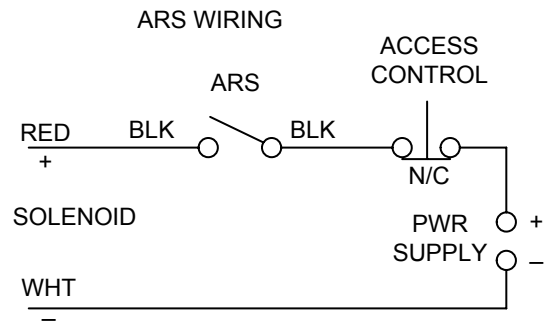 ARS WIRING
ACCESS
CONTROL
ARS
RED
BLK
BLK
+
N/C
SOLENOID
PWR
SUPPLY
+
–
WHT
–